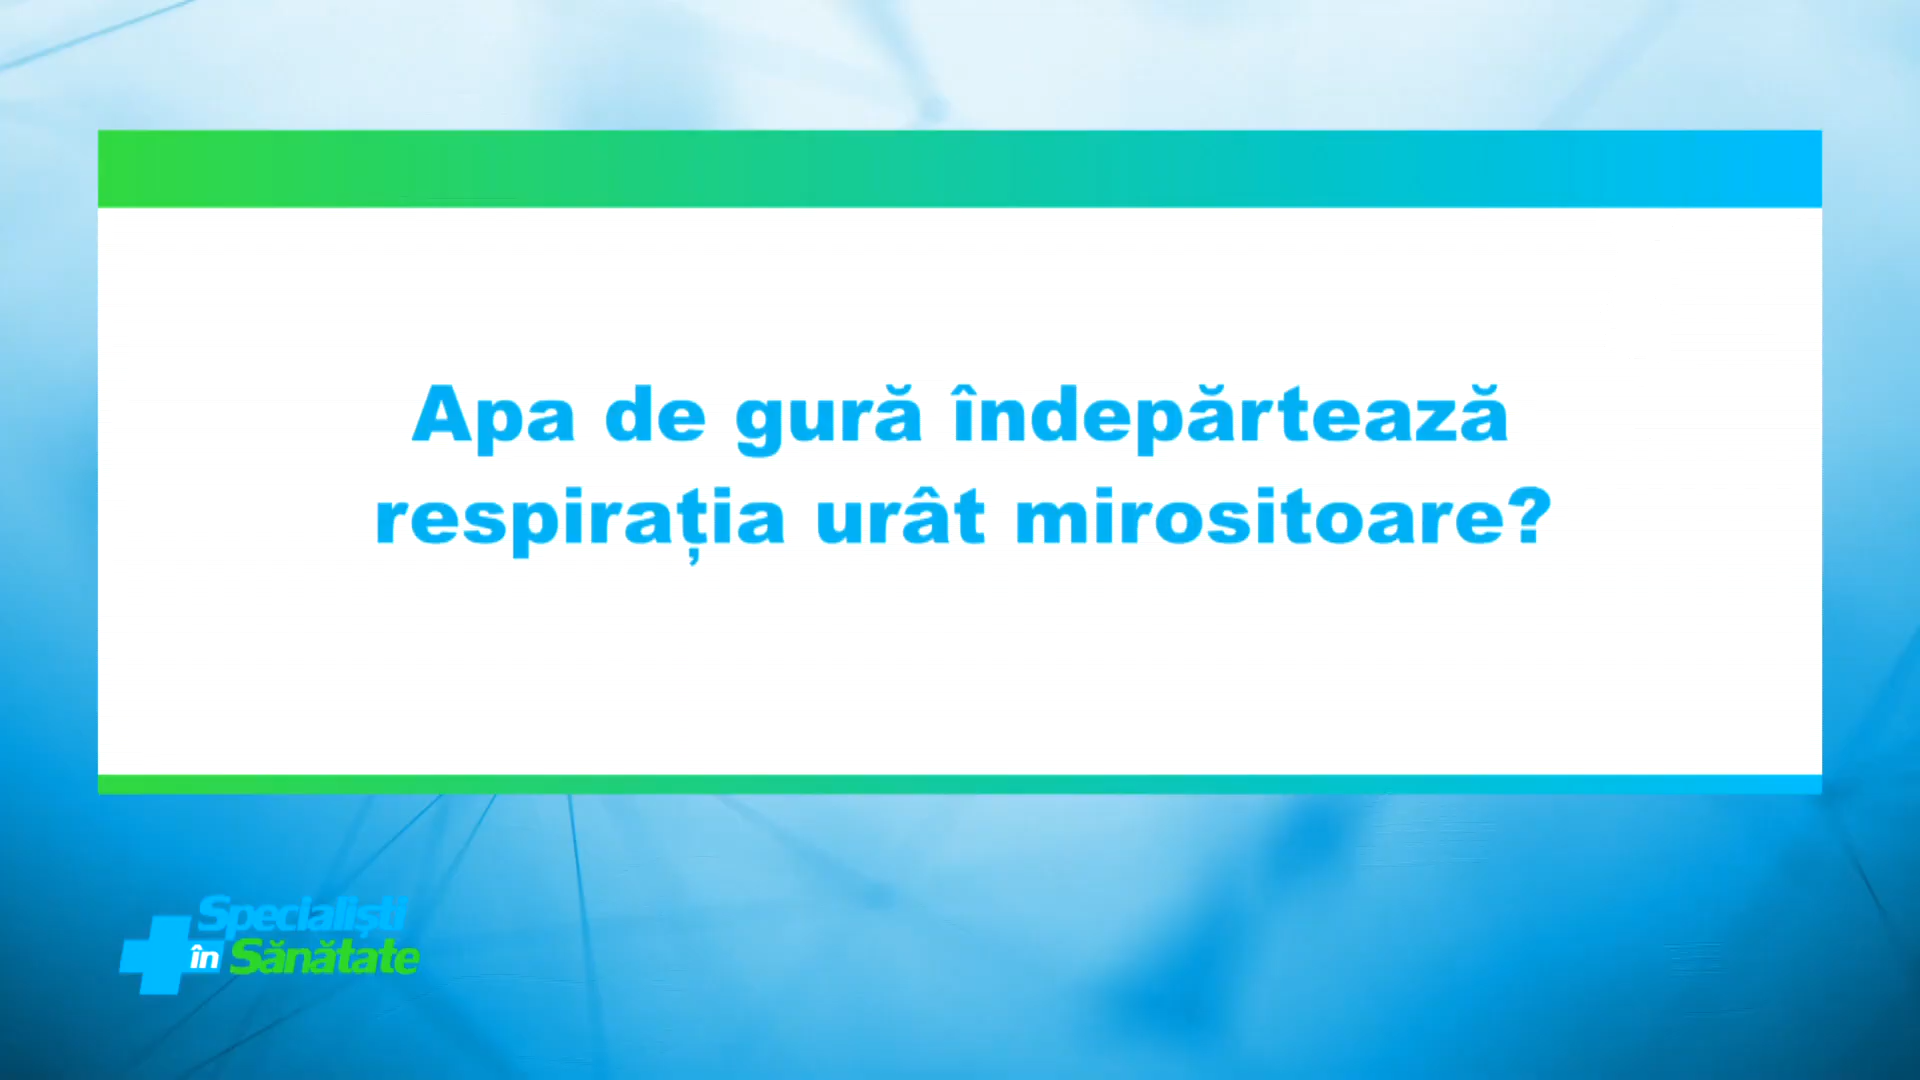 Apa de gură îndepărtează
respirația urât mirositoare?
Specialiști
în Sănătate